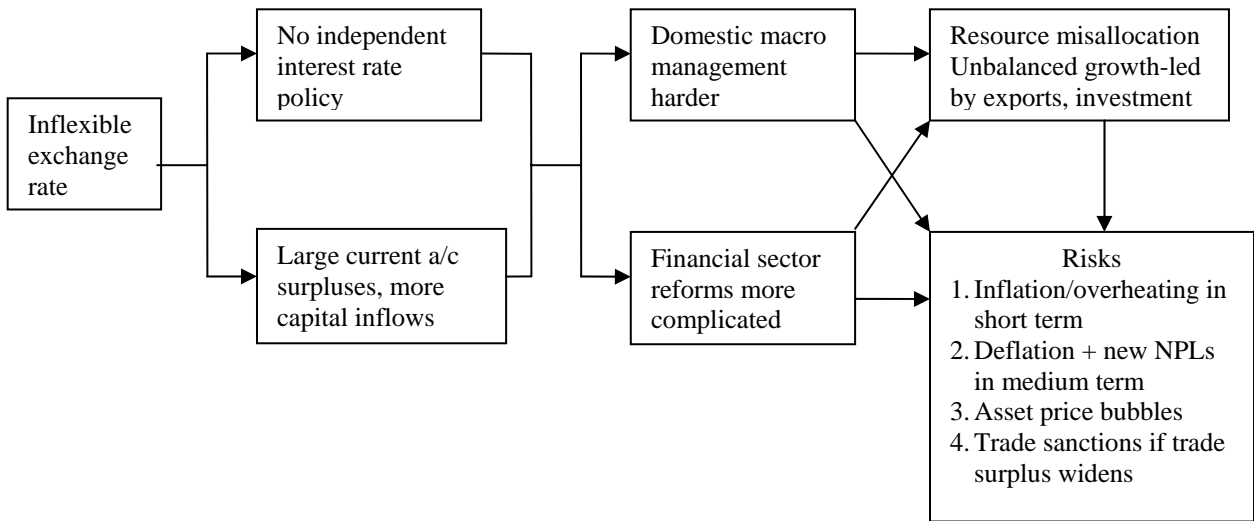 Inflexible
exchange
rate
No independent
interest rate
policy
Large current a/c
surpluses, more
capital inflows
Domestic macro
management
harder
Financial sector
reforms more
complicated
Resource misallocation
Unbalanced growth-led
by exports, investment
Risks
1. Inflation/overheating in
short term
2. Deflation + new NPLs
in medium term
3. Asset price bubbles
4. Trade sanctions if trade
surplus widens